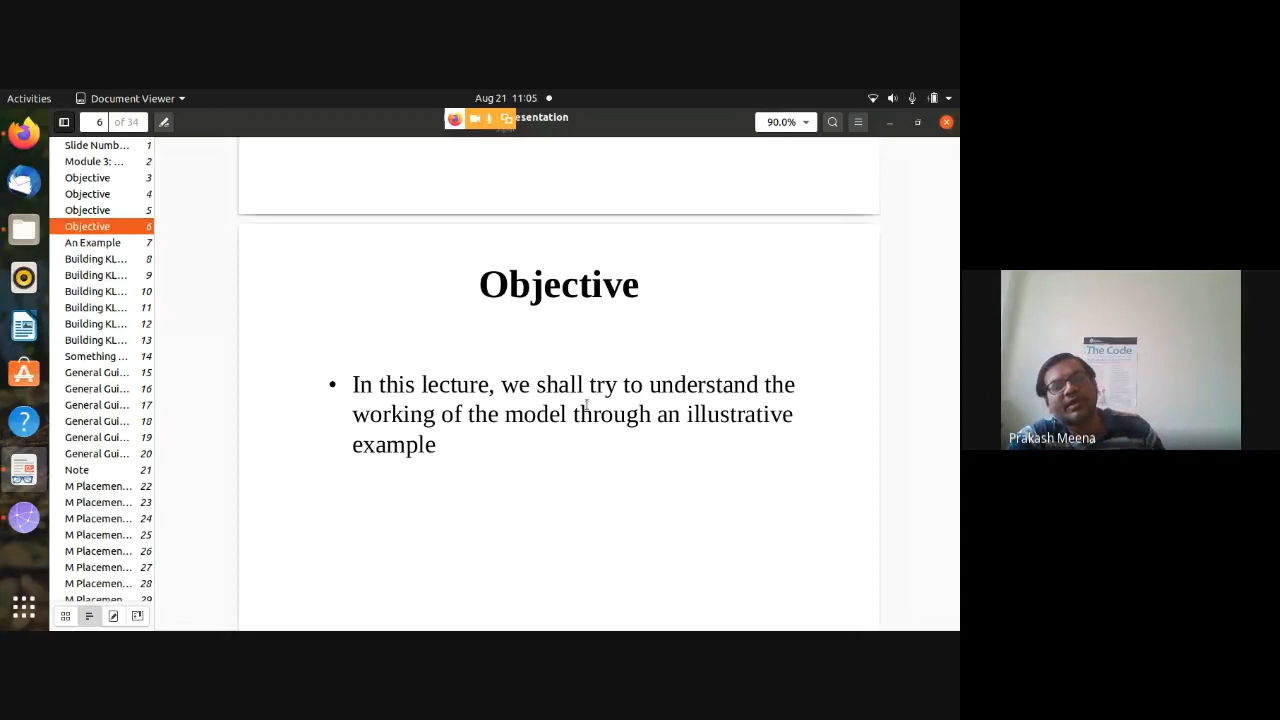 Activities
Document Viewer
Aug 21 11:05
6 of 34
esentation
90.0%
Slide Numb... 1
Module 3: ... 2
Objective 3
Objective 4
Objective 5
Objective 6
An Example 7
Building KL... 8
Building KL... 9
Building KL... 10
Building KL... 11
Building KL... 12
Building KL... 13
Something ... 14
General Gui... 15
General Gui... 16
General Gui... 17
General Gui... 18
General Gui... 19
General Gui... 20
Note 21
M Placemen... 22
M Placemen... 23
M Placemen... 24
M Placemen... 25
M Placemen... 26
M Placemen... 27
M Placemen... 28
M Placemen... 29
Objective
• In this lecture, we shall try to understand the
working of the model through an illustrative
example
The Code
Prakash Meena